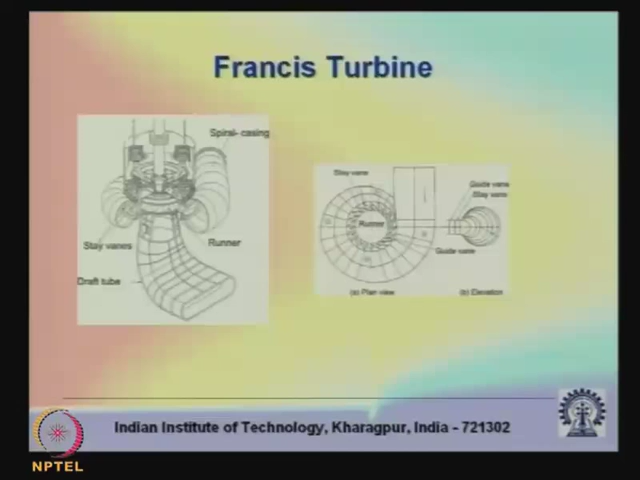 Francis Turbine
Spiral- casing
Stay vanes
Runner
Draft tube
Stay vane
Guide vane
Stay vane
Runner
Guide vane
(a) Plan view
(b) Elevation
Indian Institute of Technology, Kharagpur, India - 721302
NPTEL